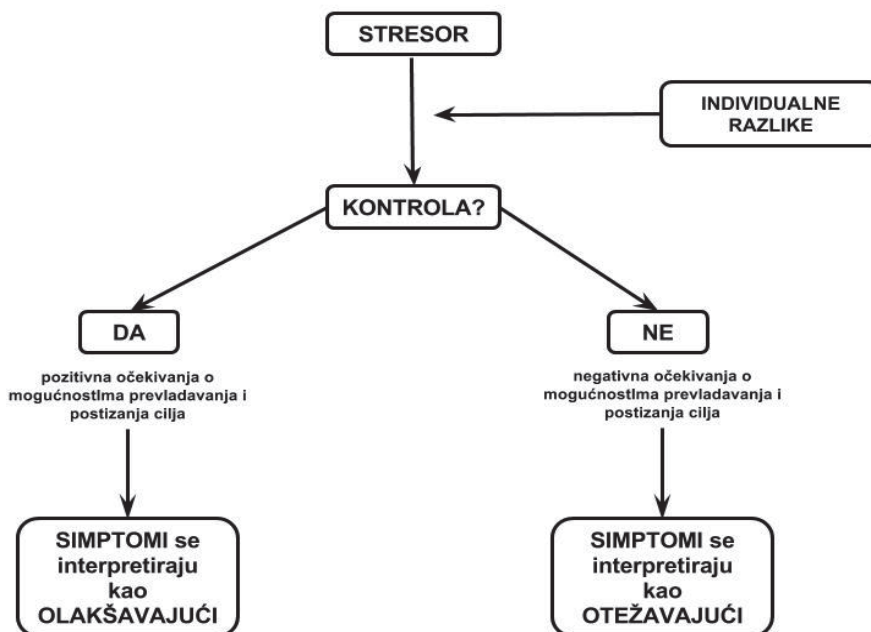 STRESOR
INDIVIDUALNE
RAZLIKE
KONTROLA?
DA
NE
pozitivna očekivanja o
mogućnostIma prevladavanja i
postizanja cilja
negativna očekivanja o
mogućnostIma prevladavanja i
postizanja cilja
SIMPTOMI se
interpretiraju
kao
OLAKŠAVAJUĆI
SIMPTOMI se
interpretiraju
kao
OTEŽAVAJUĆI